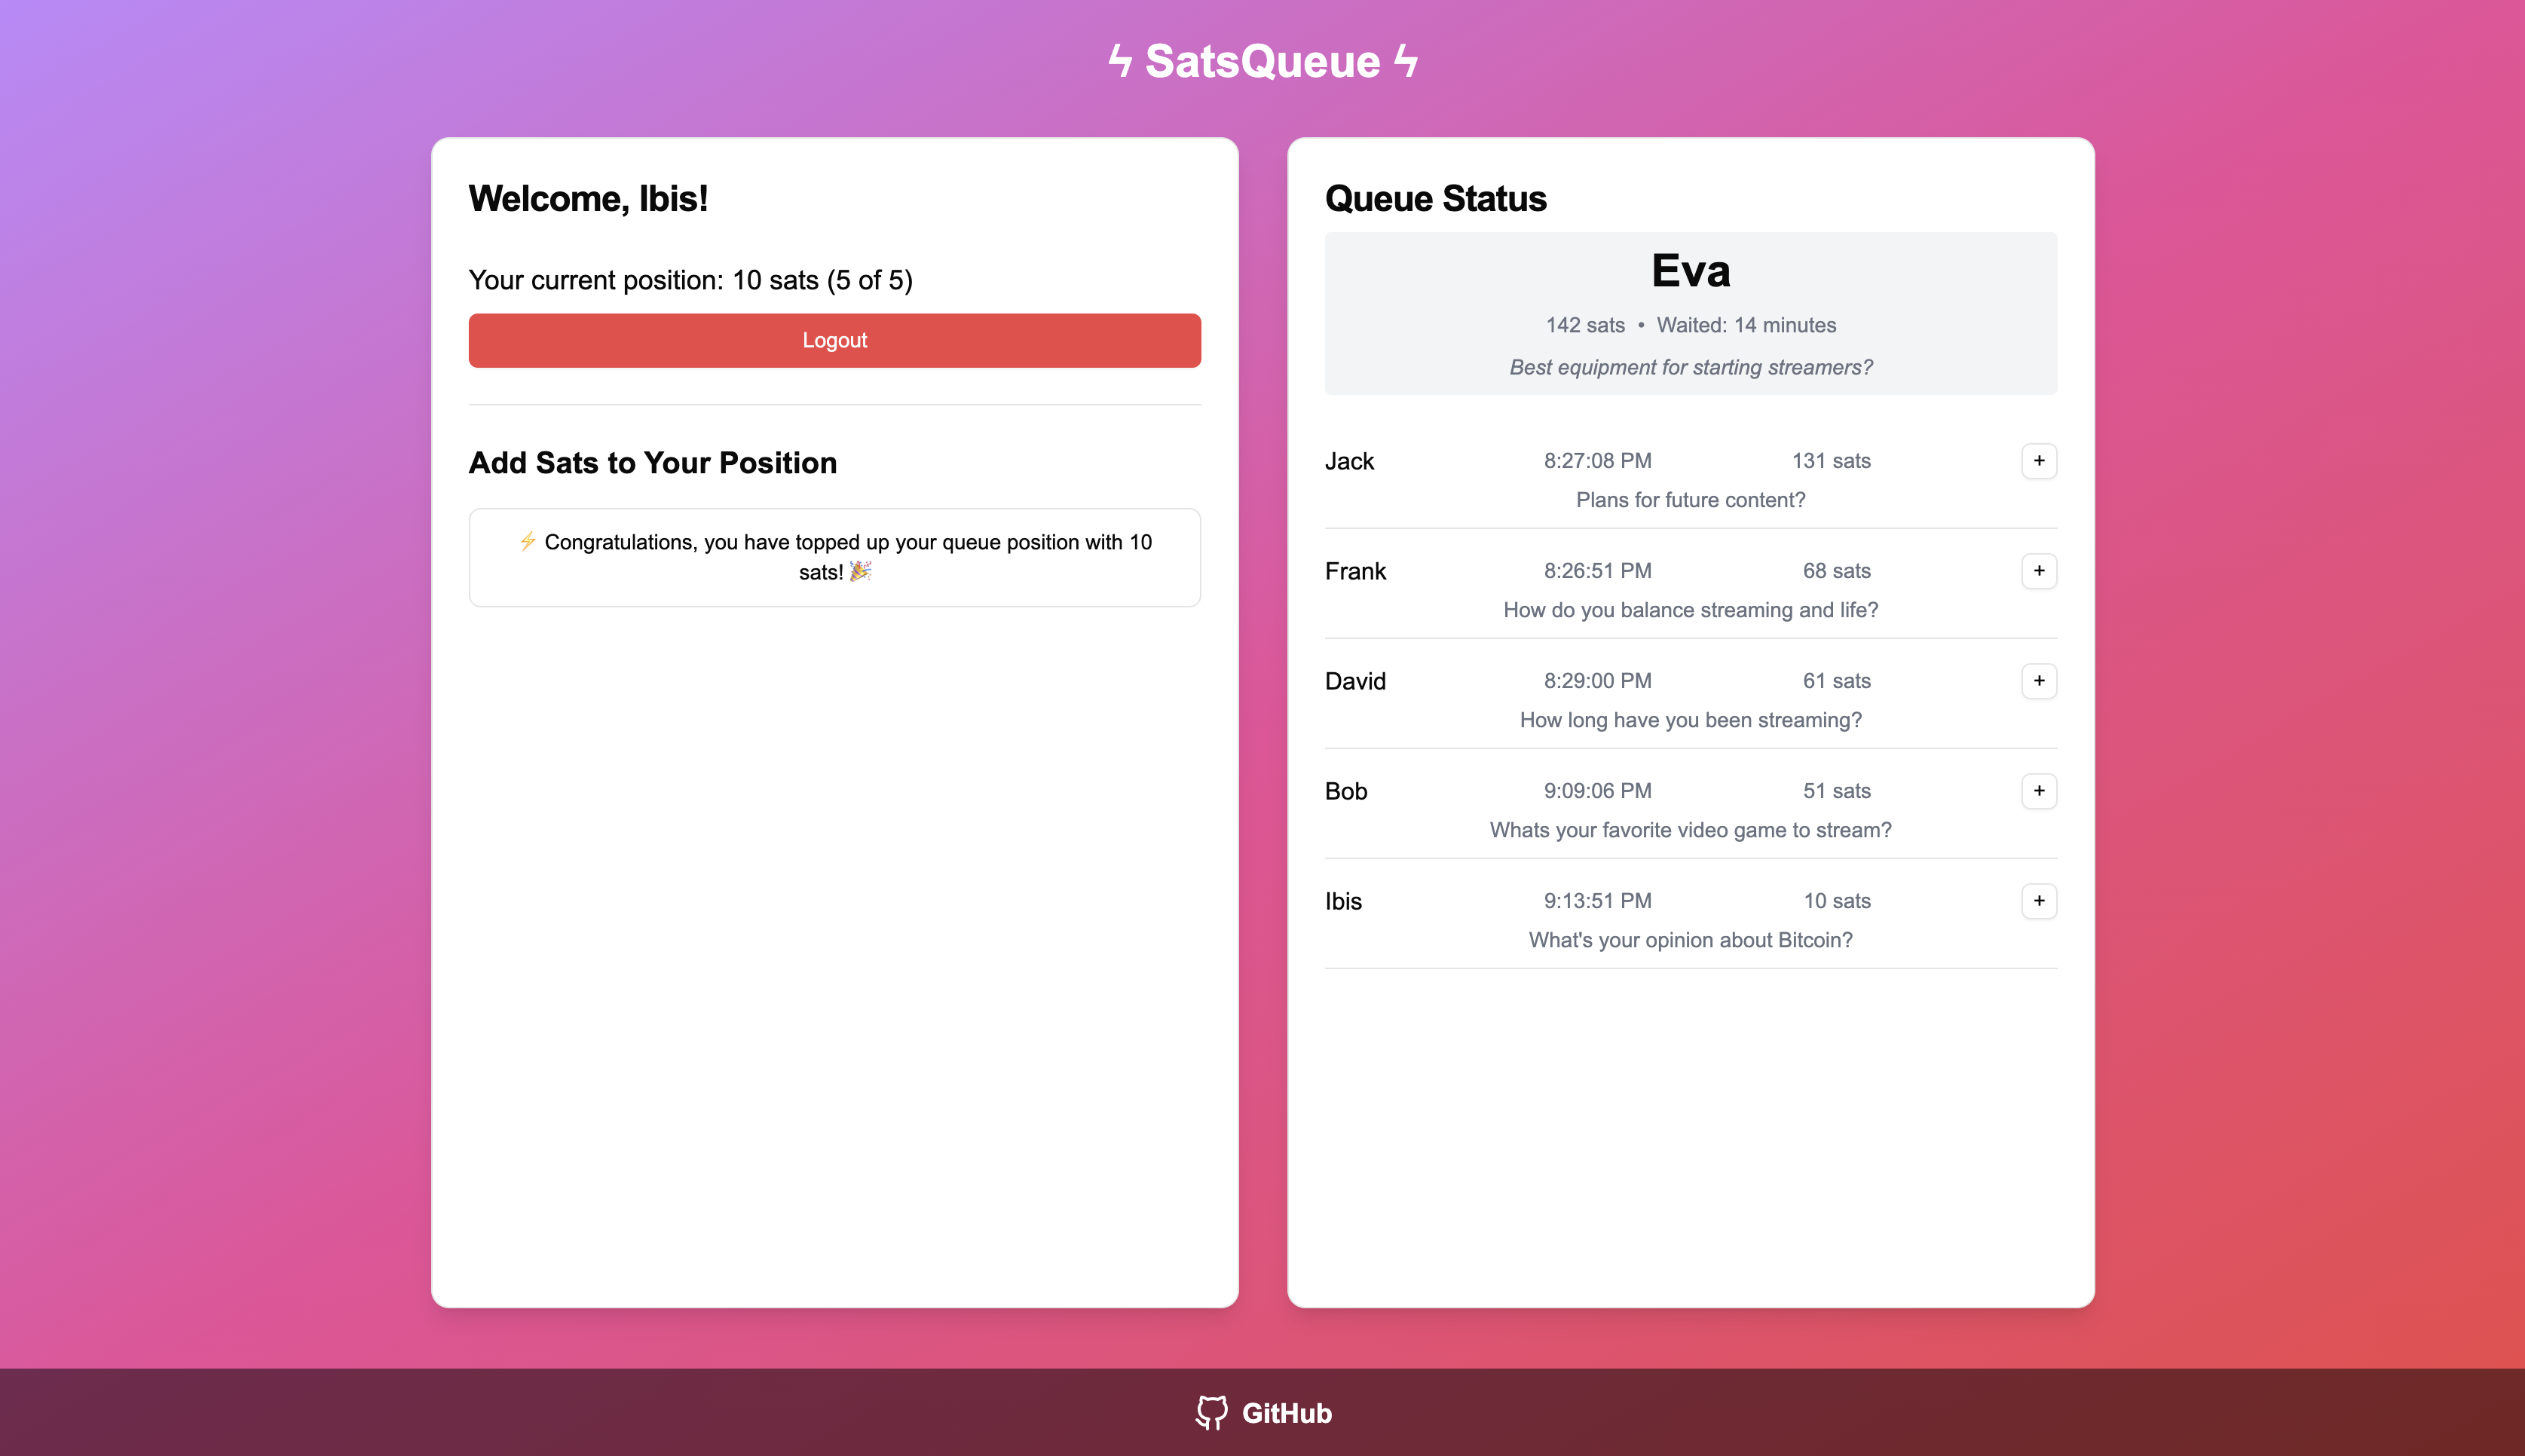 ϟ SatsQueue ϟ
Welcome, Ibis!
Your current position: 10 sats (5 of 5)
Logout
Add Sats to Your Position
⚡ Congratulations, you have topped up your queue position with 10
sats! 🎉
Queue Status
Eva
142 sats • Waited: 14 minutes
Best equipment for starting streamers?
Jack 8:27:08 PM 131 sats +
Plans for future content?
Frank 8:26:51 PM 68 sats +
How do you balance streaming and life?
David 8:29:00 PM 61 sats +
How long have you been streaming?
Bob 9:09:06 PM 51 sats +
Whats your favorite video game to stream?
Ibis 9:13:51 PM 10 sats +
What's your opinion about Bitcoin?
GitHub